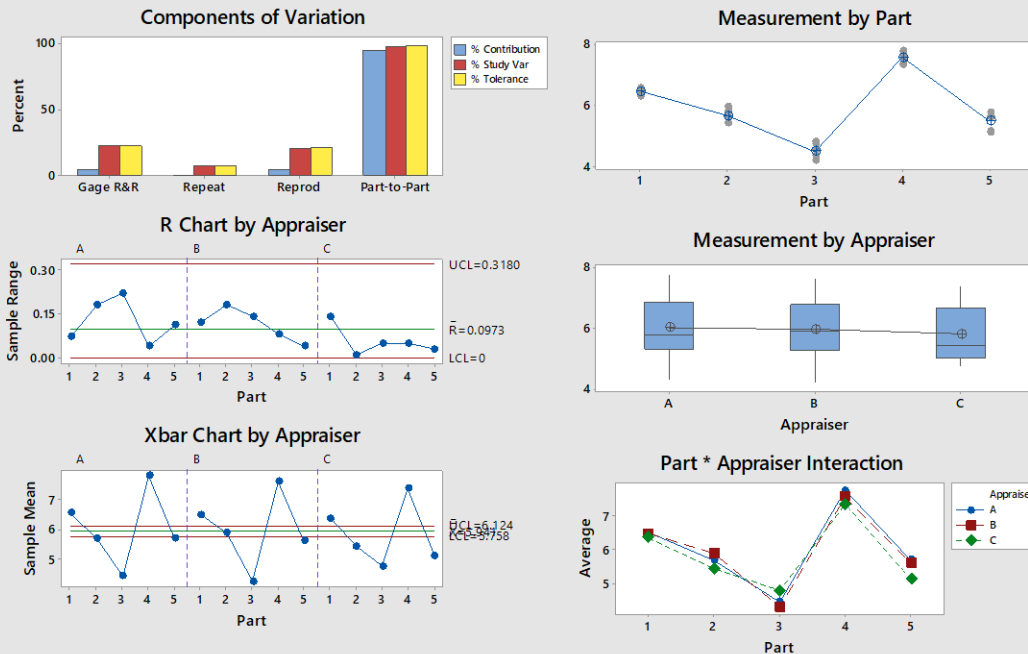 Components of Variation
100
50
0
Percent
Gage R&R Repeat Reprod Part-to-Part
% Contribution
% Study Var
% Tolerance
R Chart by Appraiser
A B C
0.30
0.15
0.00
Sample Range
UCL=0.3180
_
R=0.0973
LCL=0
1 2 3 4 5 1 2 3 4 5 1 2 3 4 5
Part
Xbar Chart by Appraiser
A B C
7
6
5
Sample Mean
UCL=6.124
LCL=5.758
1 2 3 4 5 1 2 3 4 5 1 2 3 4 5
Part
Measurement by Part
8
6
4
1 2 3 4 5
Part
Measurement by Appraiser
8
6
4
A B C
Appraiser
Part * Appraiser Interaction
7
6
5
Average
1 2 3 4 5
Part
Appraise
A
B
C